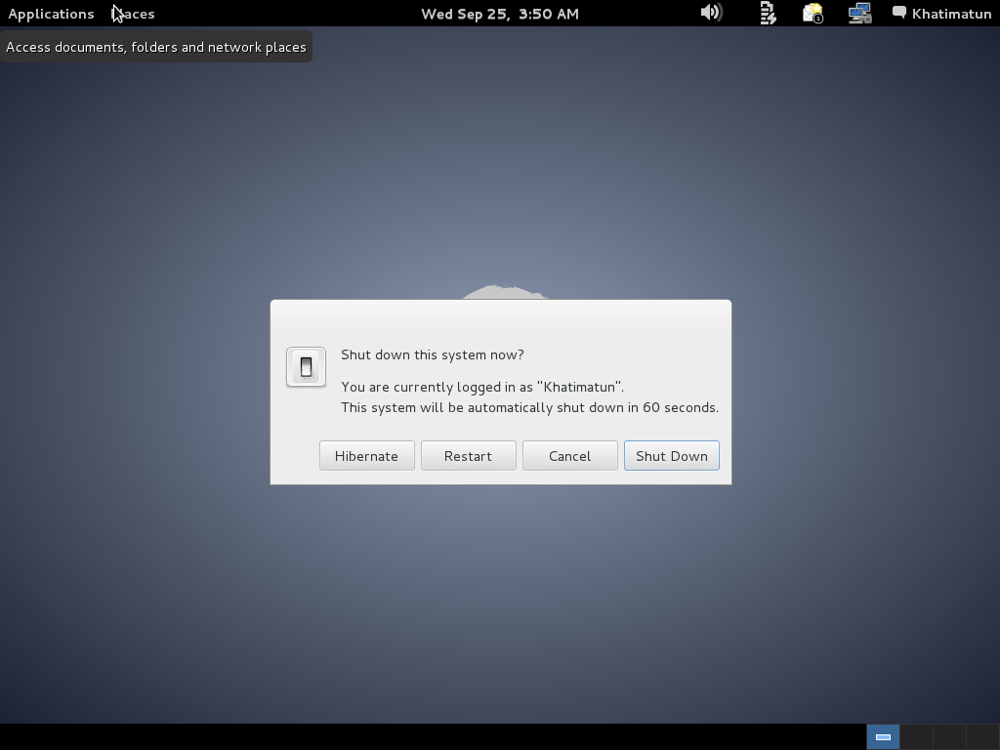 Applications Places Wed Sep 25, 3:50 AM 1 Khatimatun
Access documents, folders and network places
Shut down this system now?
You are currently logged in as "Khatimatun".
This system will be automatically shut down in 60 seconds.
Hibernate Restart Cancel Shut Down